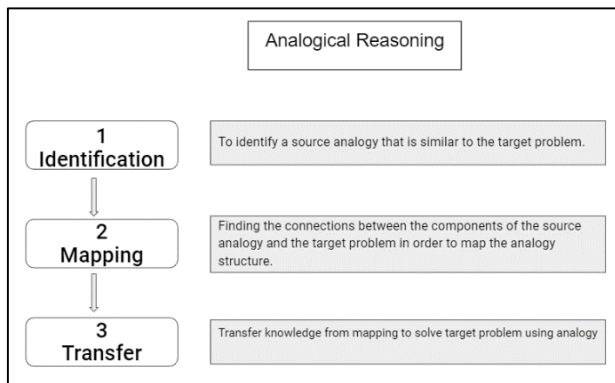 Analogical Reasoning
1
Identification
To identify a source analogy that is similar to the target problem.
2
Mapping
Finding the connections between the components of the source
analogy and the target problem in order to map the analogy
structure.
3
Transfer
Transfer knowledge from mapping to solve target problem using analogy